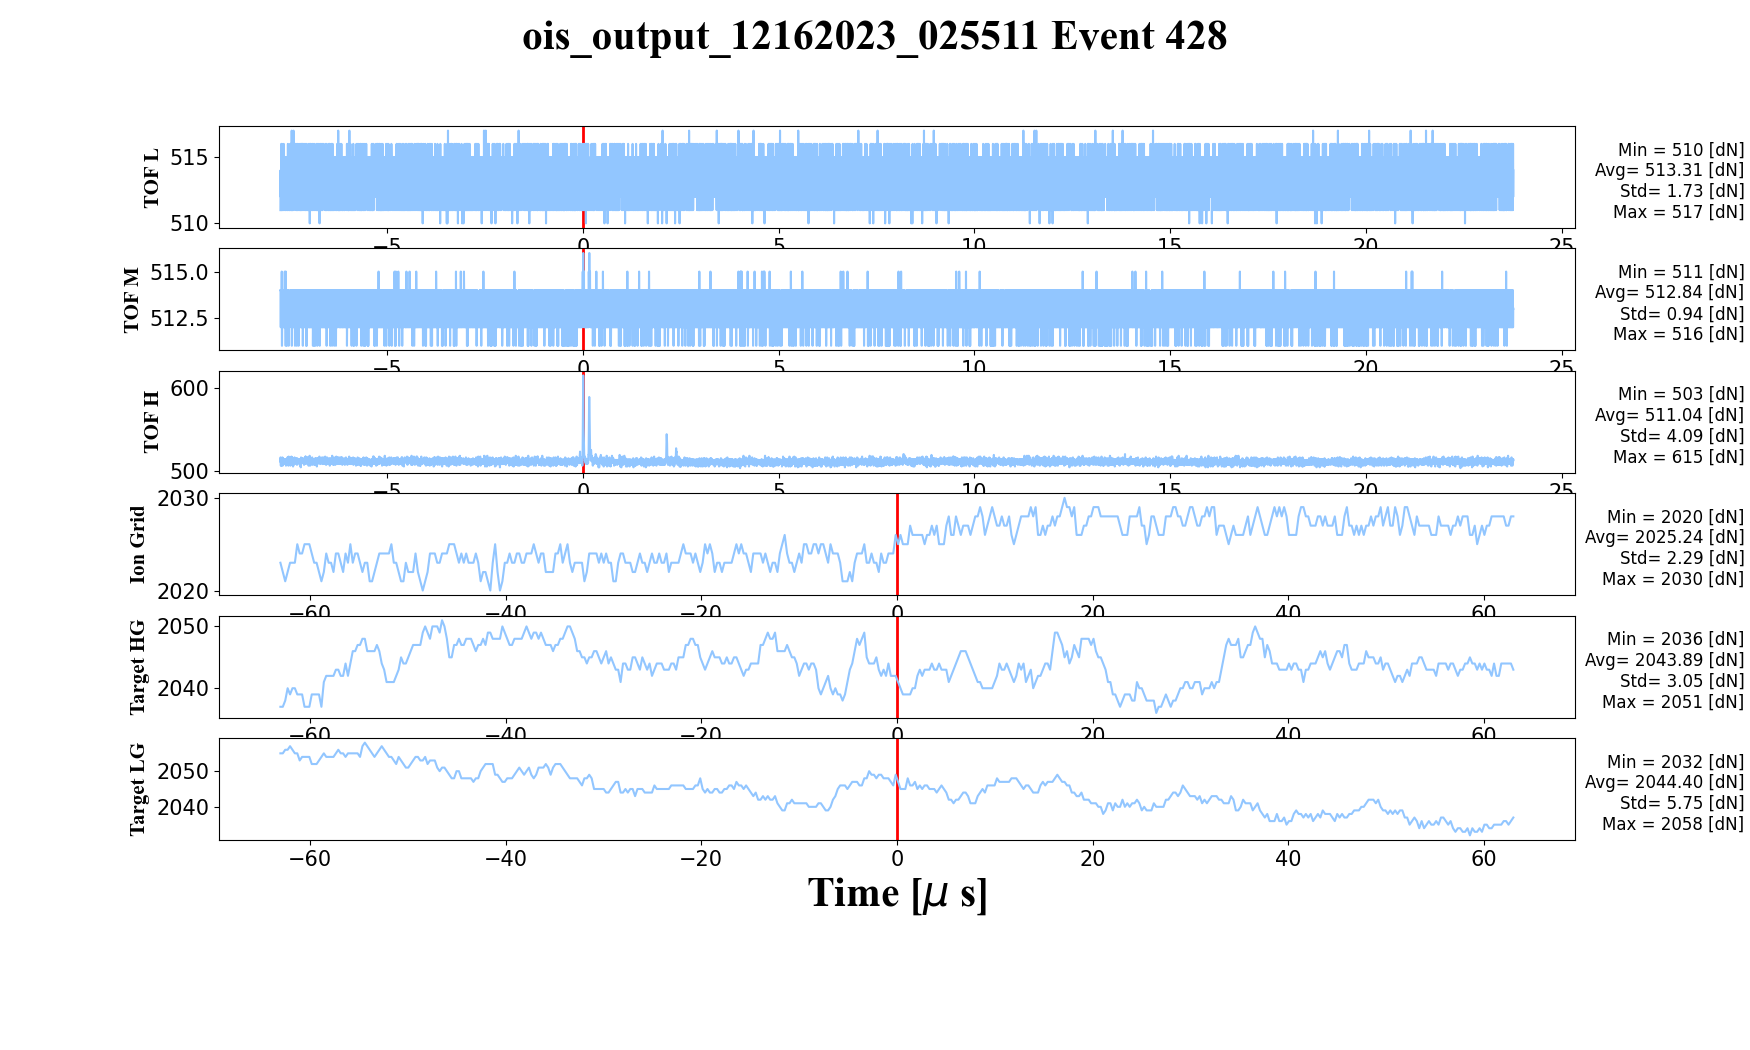 ois_output_12162023_025511 Event 428
TOF L
515
510
−5 0 5 10 15 20 25
Min = 510 [dN]
Avg= 513.31 [dN]
Std= 1.73 [dN]
Max = 517 [dN]
TOF M
515.0
512.5
−5 0 5 10 15 20 25
Min = 511 [dN]
Avg= 512.84 [dN]
Std= 0.94 [dN]
Max = 516 [dN]
TOF H
600
500
−5 0 5 10 15 20 25
Min = 503 [dN]
Avg= 511.04 [dN]
Std= 4.09 [dN]
Max = 615 [dN]
Ion Grid
2030
2020
−60 −40 −20 0 20 40 60
Min = 2020 [dN]
Avg= 2025.24 [dN]
Std= 2.29 [dN]
Max = 2030 [dN]
Target HG
2050
2040
−60 −40 −20 0 20 40 60
Min = 2036 [dN]
Avg= 2043.89 [dN]
Std= 3.05 [dN]
Max = 2051 [dN]
Target LG
2050
2040
−60 −40 −20 0 20 40 60
Min = 2032 [dN]
Avg= 2044.40 [dN]
Std= 5.75 [dN]
Max = 2058 [dN]
Time [μ s]